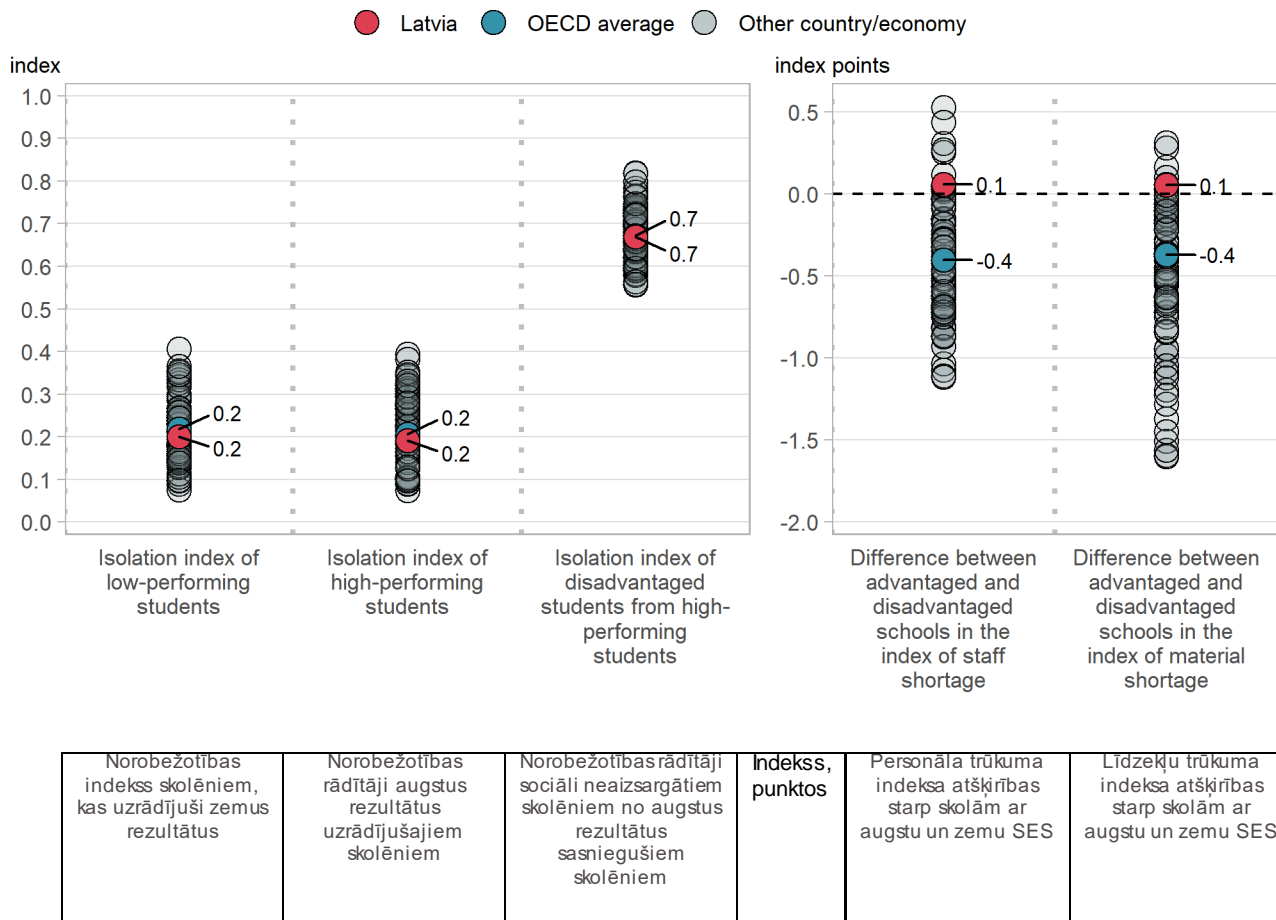 Latvia OECD average Other country/economy
index
1.0
0.9
0.8
0.7
0.6
0.5
0.4
0.3
0.2
0.1
0.0
0.2
0.2
0.2
0.2
0.7
0.7
Isolation index of
low-performing
students
Isolation index of
high-performing
students
Isolation index of
disadvantaged
students from high-
performing
students
index points
0.5
0.0
-0.5
-1.0
-1.5
-2.0
0.1
-0.4
0.1
-0.4
Difference between
advantaged and
disadvantaged
schools in the
index of staff
shortage
Difference between
advantaged and
disadvantaged
schools in the
index of material
shortage
Norobežotības
indekss skolēniem,
kas uzrādījuši zemus
rezultātus
Norobežotības
rādītāji augstus
rezultātus
uzrādījušajiem
skolēniem
Norobežotības rādītāji
sociāli neaizsargātiem
skolēniem no augstus
rezultātus
sasniegušiem
skolēniem
Indekss,
punktos
Personāla trūkuma
indeksa atšķirības
starp skolām ar
augstu un zemu SES
Līdzekļu trūkuma
indeksa atšķirības
starp skolām ar
augstu un zemu SES